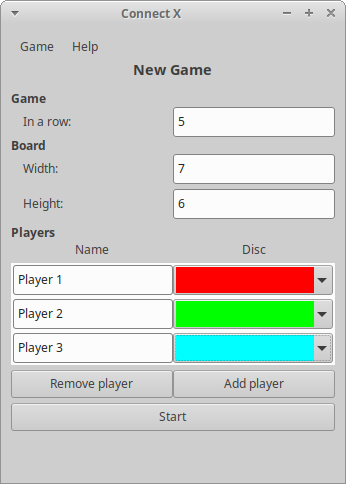 Connect X
Game Help
New Game
Game
In a row: 5
Board
Width: 7
Height: 6
Players
Name Disc
Player 1
Player 2
Player 3
Remove player Add player
Start